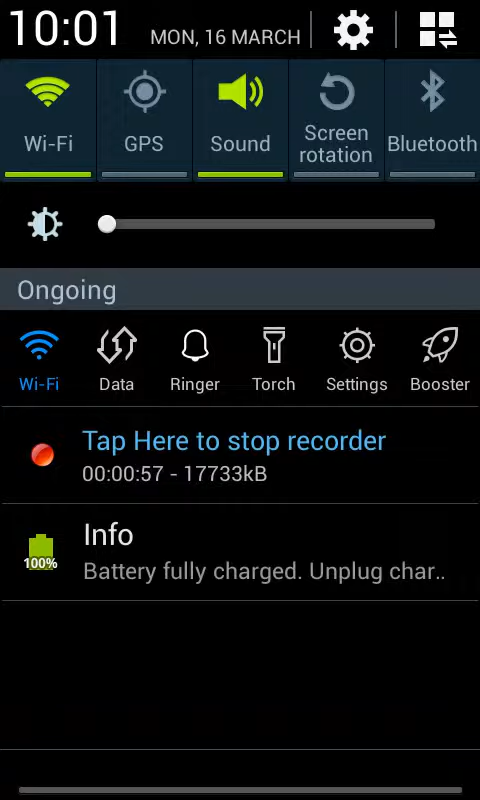 10:01 MON, 16 MARCH
Wi-Fi GPS Sound Screen rotation Bluetooth
Ongoing
Wi-Fi Data Ringer Torch Settings Booster
Tap Here to stop recorder
00:00:57 - 17733kB
Info
100%
Battery fully charged. Unplug char..